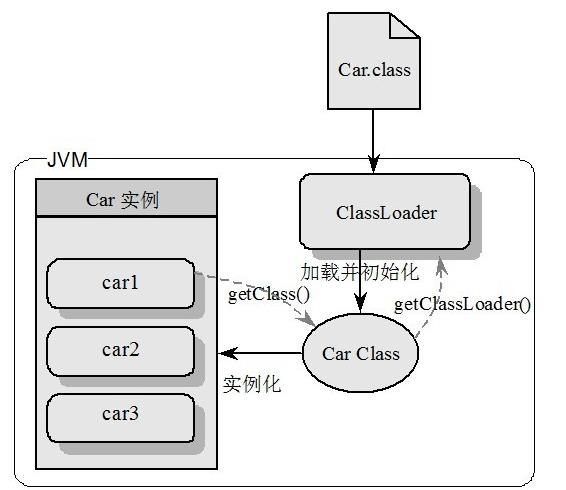 Car.class
JVM
Car 实例
ClassLoader
加载并初始化
car1
getClass()
getClassLoader()
car2
Car Class
实例化
car3